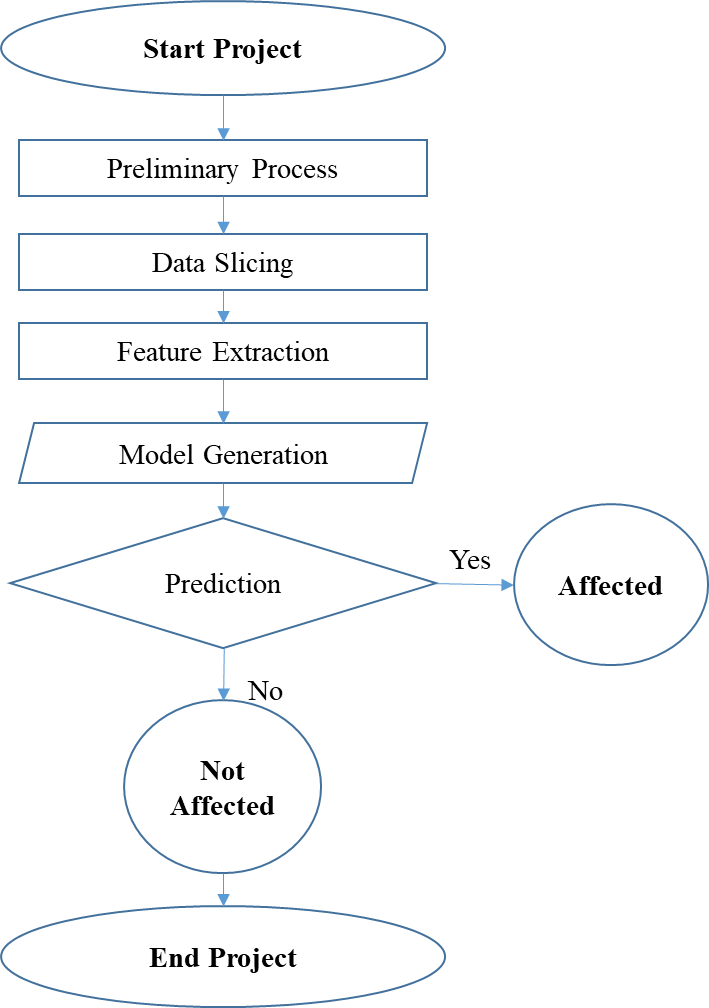 Start Project
Preliminary Process
Data Slicing
Feature Extraction
Model Generation
Prediction
Yes
Affected
No
Not
Affected
End Project